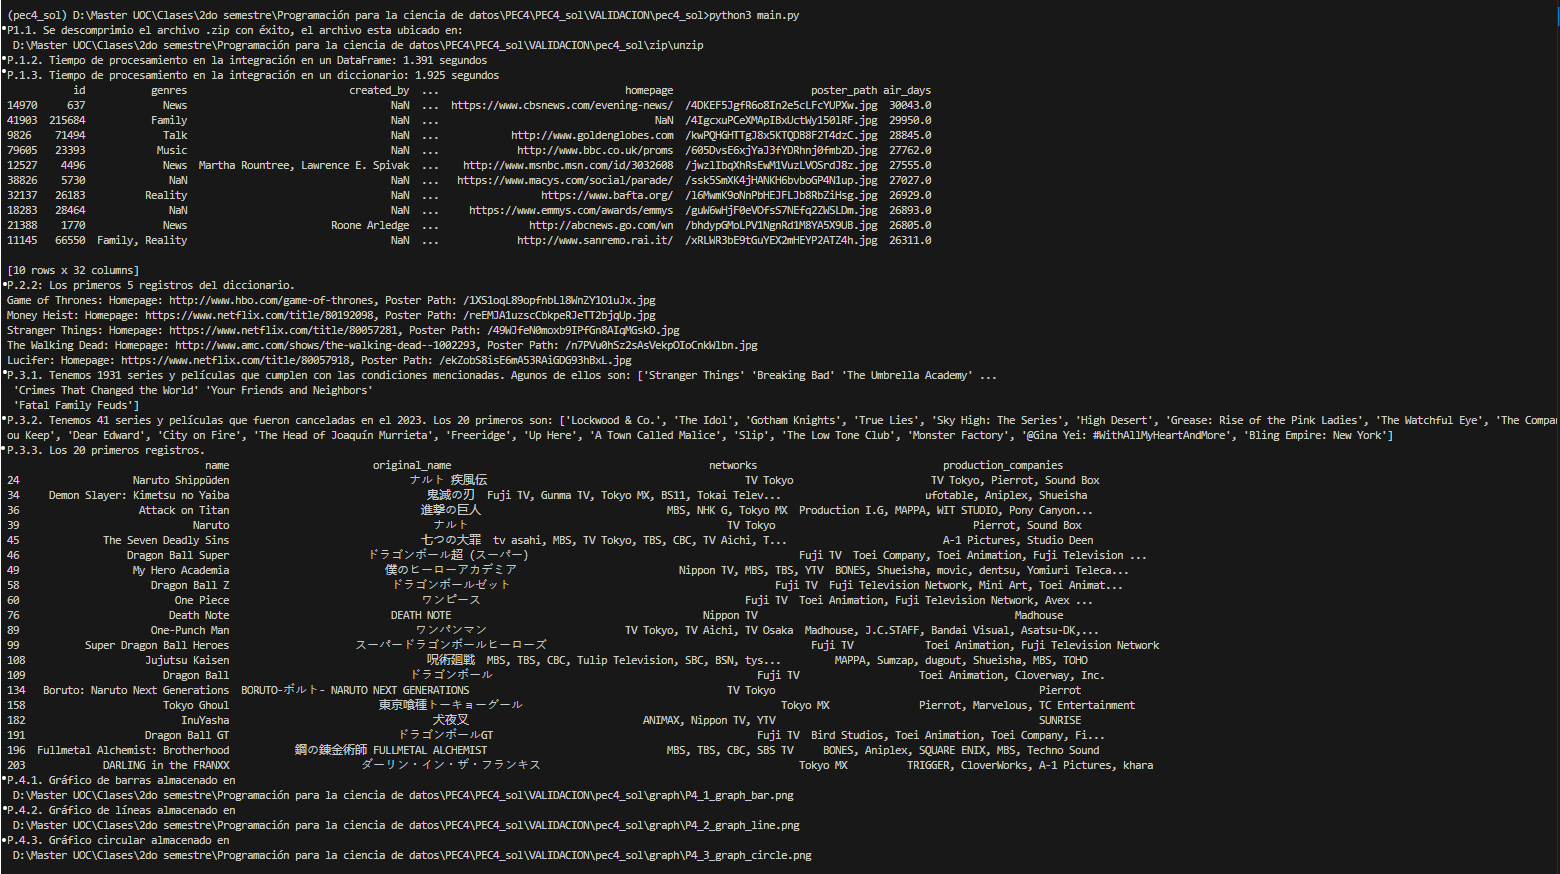 (pec4_sol) D:\Master UOC\Clases\2do semestre\Programación para la ciencia de datos\PEC4\PEC4_sol\VALIDACION\pec4_sol>python3 main.py
•P1.1. Se descomprimio el archivo .zip con éxito, el archivo esta ubicado en:
D:\Master UOC\Clases\2do semestre\Programación para la ciencia de datos\PEC4\PEC4_sol\VALIDACION\pec4_sol\zip\unzip
•P.1.2. Tiempo de procesamiento en la integración en un DataFrame: 1.391 segundos
•P.1.3. Tiempo de procesamiento en la integración en un diccionario: 1.925 segundos
id genres created_by ... homepage poster_path air_days
14970 637 News NaN ... https://www.cbsnews.com/evening-news/ /4DKEF5JgfR6o8In2e5cLFcYUPXw.jpg 30043.0
41903 215684 Family NaN ... NaN /4IgcxuPCeXMApIBxUctWy150lRF.jpg 29950.0
9826 71494 Talk NaN ... http://www.goldenglobes.com /kwPQHGHTTgJ8x5KTQDB8F2T4dzC.jpg 28845.0
79605 23393 Music NaN ... http://www.bbc.co.uk/proms /605DvsE6xjYaJ3fYDRhnj0fmb2D.jpg 27762.0
12527 4496 News Martha Rountree, Lawrence E. Spivak ... http://www.msnbc.msn.com/id/3032608 /jwzlIbqXhRsEwM1VuzLVOSrdJ8z.jpg 27555.0
38826 5730 NaN NaN ... https://www.macys.com/social/parade/ /ssk5SmXK4jHANKH6bvboGP4N1up.jpg 27027.0
32137 26183 Reality NaN ... https://www.bafta.org/ /l6MwmK9oNnPbHEJFLJb8RbZiHsg.jpg 26929.0
18283 28464 NaN NaN ... https://www.emmys.com/awards/emmys /guW6wHjF0eVOfsS7NEfq2ZWSLDm.jpg 26893.0
21388 1770 News Roone Arledge ... http://abcnews.go.com/wn /bhdypGMoLPV1NgnRd1M8YA5X9UB.jpg 26805.0
11145 66550 Family, Reality NaN ... http://www.sanremo.rai.it/ /xRLWR3bE9tGuYEX2mHEYP2ATZ4h.jpg 26311.0
[10 rows x 32 columns]
•P.2.2: Los primeros 5 registros del diccionario.
Game of Thrones: Homepage: http://www.hbo.com/game-of-thrones, Poster Path: /1XS1oqL89opfnbLl8WnZY1O1uJx.jpg
Money Heist: Homepage: https://www.netflix.com/title/80192098, Poster Path: /reEMJA1uzscCbkpeRJeTT2bjqUp.jpg
Stranger Things: Homepage: https://www.netflix.com/title/80057281, Poster Path: /49WJfeN0moxb9IPfGn8AIqMGskD.jpg
The Walking Dead: Homepage: http://www.amc.com/shows/the-walking-dead--1002293, Poster Path: /n7PVu0hSz2sAsVekpOIoCnkWlbn.jpg
Lucifer: Homepage: https://www.netflix.com/title/80057918, Poster Path: /ekZobS8isE6mA53RAiGDG93hBxL.jpg
•P.3.1. Tenemos 1931 series y películas que cumplen con las condiciones mencionadas. Agunos de ellos son: ['Stranger Things' 'Breaking Bad' 'The Umbrella Academy' ...
'Crimes That Changed the World' 'Your Friends and Neighbors'
'Fatal Family Feuds']
•P.3.2. Tenemos 41 series y películas que fueron canceladas en el 2023. Los 20 primeros son: ['Lockwood & Co.', 'The Idol', 'Gotham Knights', 'True Lies', 'Sky High: The Series', 'High Desert', 'Grease: Rise of the Pink Ladies', 'The Watchful Eye', 'The Compan
ou Keep', 'Dear Edward', 'City on Fire', 'The Head of Joaquín Murrieta', 'Freeridge', 'Up Here', 'A Town Called Malice', 'Slip', 'The Low Tone Club', 'Monster Factory', '@Gina Yei: #WithAllMyHeartAndMore', 'Bling Empire: New York']
•P.3.3. Los 20 primeros registros.
name original_name networks production_companies
24 Naruto Shippūden ナルト 疾風伝 TV Tokyo TV Tokyo, Pierrot, Sound Box
34 Demon Slayer: Kimetsu no Yaiba 鬼滅の刃 Fuji TV, Gunma TV, Tokyo MX, BS11, Tokai Telev... ufotable, Aniplex, Shueisha
36 Attack on Titan 進撃の巨人 MBS, NHK G, Tokyo MX Production I.G, MAPPA, WIT STUDIO, Pony Canyon...
39 Naruto ナルト TV Tokyo Pierrot, Sound Box
45 The Seven Deadly Sins 七つの大罪 tv asahi, MBS, TV Tokyo, TBS, CBC, TV Aichi, T... A-1 Pictures, Studio Deen
46 Dragon Ball Super ドラゴンボール超 (スーパー) Fuji TV Toei Company, Toei Animation, Fuji Television ...
49 My Hero Academia 僕のヒーローアカデミア Nippon TV, MBS, TBS, YTV BONES, Shueisha, movic, dentsu, Yomiuri Teleca...
58 Dragon Ball Z ドラゴンボールゼット Fuji TV Fuji Television Network, Mini Art, Toei Animat...
60 One Piece ワンピース Fuji TV Toei Animation, Fuji Television Network, Avex ...
76 Death Note DEATH NOTE Nippon TV Madhouse
89 One-Punch Man ワンパンマン TV Tokyo, TV Aichi, TV Osaka Madhouse, J.C.STAFF, Bandai Visual, Asatsu-DK,...
99 Super Dragon Ball Heroes スーパードラゴンボールヒーローズ Fuji TV Toei Animation, Fuji Television Network
108 Jujutsu Kaisen 呪術廻戦 MBS, TBS, CBC, Tulip Television, SBC, BSN, tys... MAPPA, Sumzap, dugout, Shueisha, MBS, TOHO
109 Dragon Ball ドラゴンボール Fuji TV Toei Animation, Cloverway, Inc.
134 Boruto: Naruto Next Generations BORUTO-ボルト- NARUTO NEXT GENERATIONS TV Tokyo Pierrot
158 Tokyo Ghoul 東京喰種トーキョーグール Tokyo MX Pierrot, Marvelous, TC Entertainment
182 InuYasha 犬夜叉 ANIMAX, Nippon TV, YTV SUNRISE
191 Dragon Ball GT ドラゴンボールGT Fuji TV Bird Studios, Toei Animation, Toei Company, Fi...
196 Fullmetal Alchemist: Brotherhood 鋼の錬金術師 FULLMETAL ALCHEMIST MBS, TBS, CBC, SBS TV BONES, Aniplex, SQUARE ENIX, MBS, Techno Sound
203 DARLING in the FRANXX ダーリン・イン・ザ・フランキス Tokyo MX TRIGGER, CloverWorks, A-1 Pictures, khara
•P.4.1. Gráfico de barras almacenado en
D:\Master UOC\Clases\2do semestre\Programación para la ciencia de datos\PEC4\PEC4_sol\VALIDACION\pec4_sol\graph\P4_1_graph_bar.png
•P.4.2. Gráfico de líneas almacenado en
D:\Master UOC\Clases\2do semestre\Programación para la ciencia de datos\PEC4\PEC4_sol\VALIDACION\pec4_sol\graph\P4_2_graph_line.png
•P.4.3. Gráfico circular almacenado en
D:\Master UOC\Clases\2do semestre\Programación para la ciencia de datos\PEC4\PEC4_sol\VALIDACION\pec4_sol\graph\P4_3_graph_circle.png